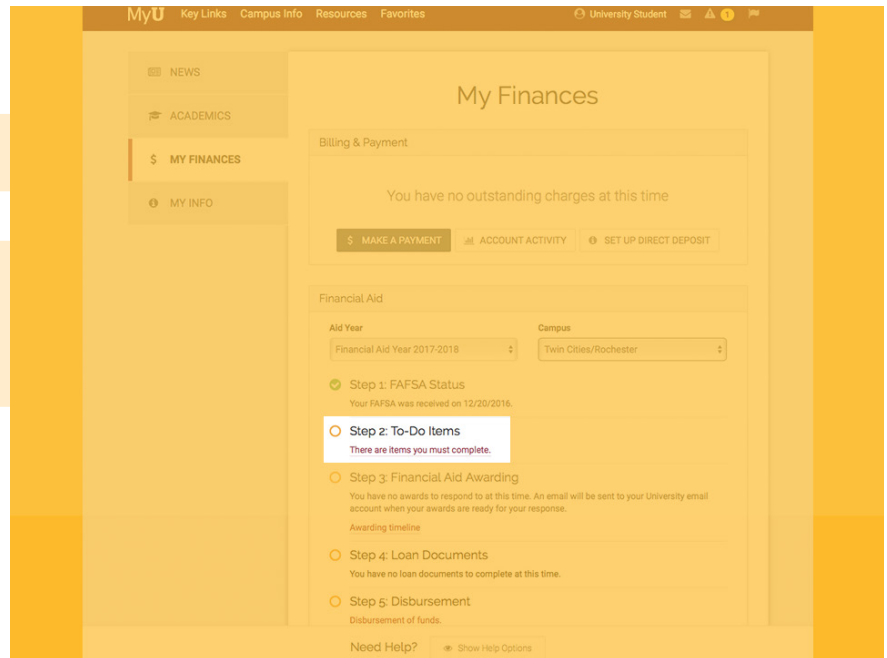 MyU Key Links Campus Info Resources Favorites University Student 1
NEWS
ACADEMICS
MY FINANCES
MY INFO
My Finances
Billing & Payment
You have no outstanding charges at this time
$ MAKE A PAYMENT ACCOUNT ACTIVITY SET UP DIRECT DEPOSIT
Financial Aid
Aid Year Campus
Financial Aid Year 2017-2018 Twin Cities/Rochester
Step 1: FAFSA Status
Your FAFSA was received on 12/20/2016.
Step 2: To-Do Items
There are items you must complete.
Step 3: Financial Aid Awarding
You have no awards to respond to at this time. An email will be sent to your University email
account when your awards are ready for your response.
Awarding timeline
Step 4: Loan Documents
You have no loan documents to complete at this time.
Step 5: Disbursement
Disbursement of funds.
Need Help? Show Help Options